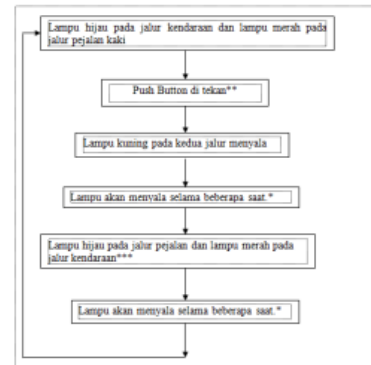 Lampu hijau pada jalur kendaraan dan lampu merah pada
jalur pejalan kaki
Push Button di tekan**
Lampu kuning pada kedua jalur menyala
Lampu akan menyala selama beberapa saat.*
Lampu hijau pada jalur pejalan dan lampu merah pada
jalur kendaraan***
Lampu akan menyala selama beberapa saat.*